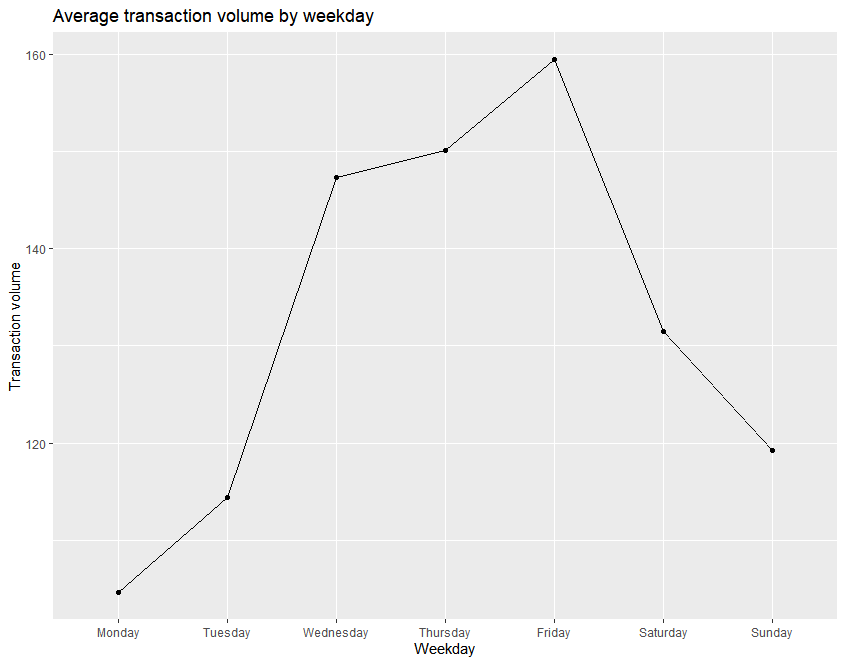 Average transaction volume by weekday
160
140
120
Transaction volume
Monday Tuesday Wednesday Thursday Friday Saturday Sunday
Weekday